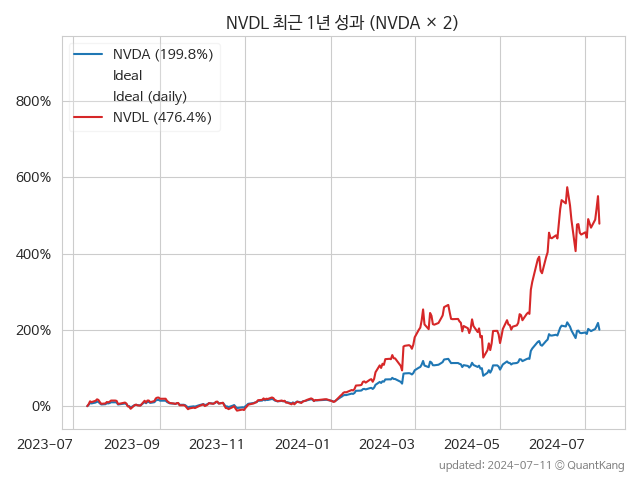 NVDL 최근 1년 성과 (NVDA × 2)
NVDA (199.8%)
Ideal
Ideal (daily)
NVDL (476.4%)
800%
600%
400%
200%
0%
2023-07 2023-09 2023-11 2024-01 2024-03 2024-05 2024-07
updated: 2024-07-11 © QuantKang